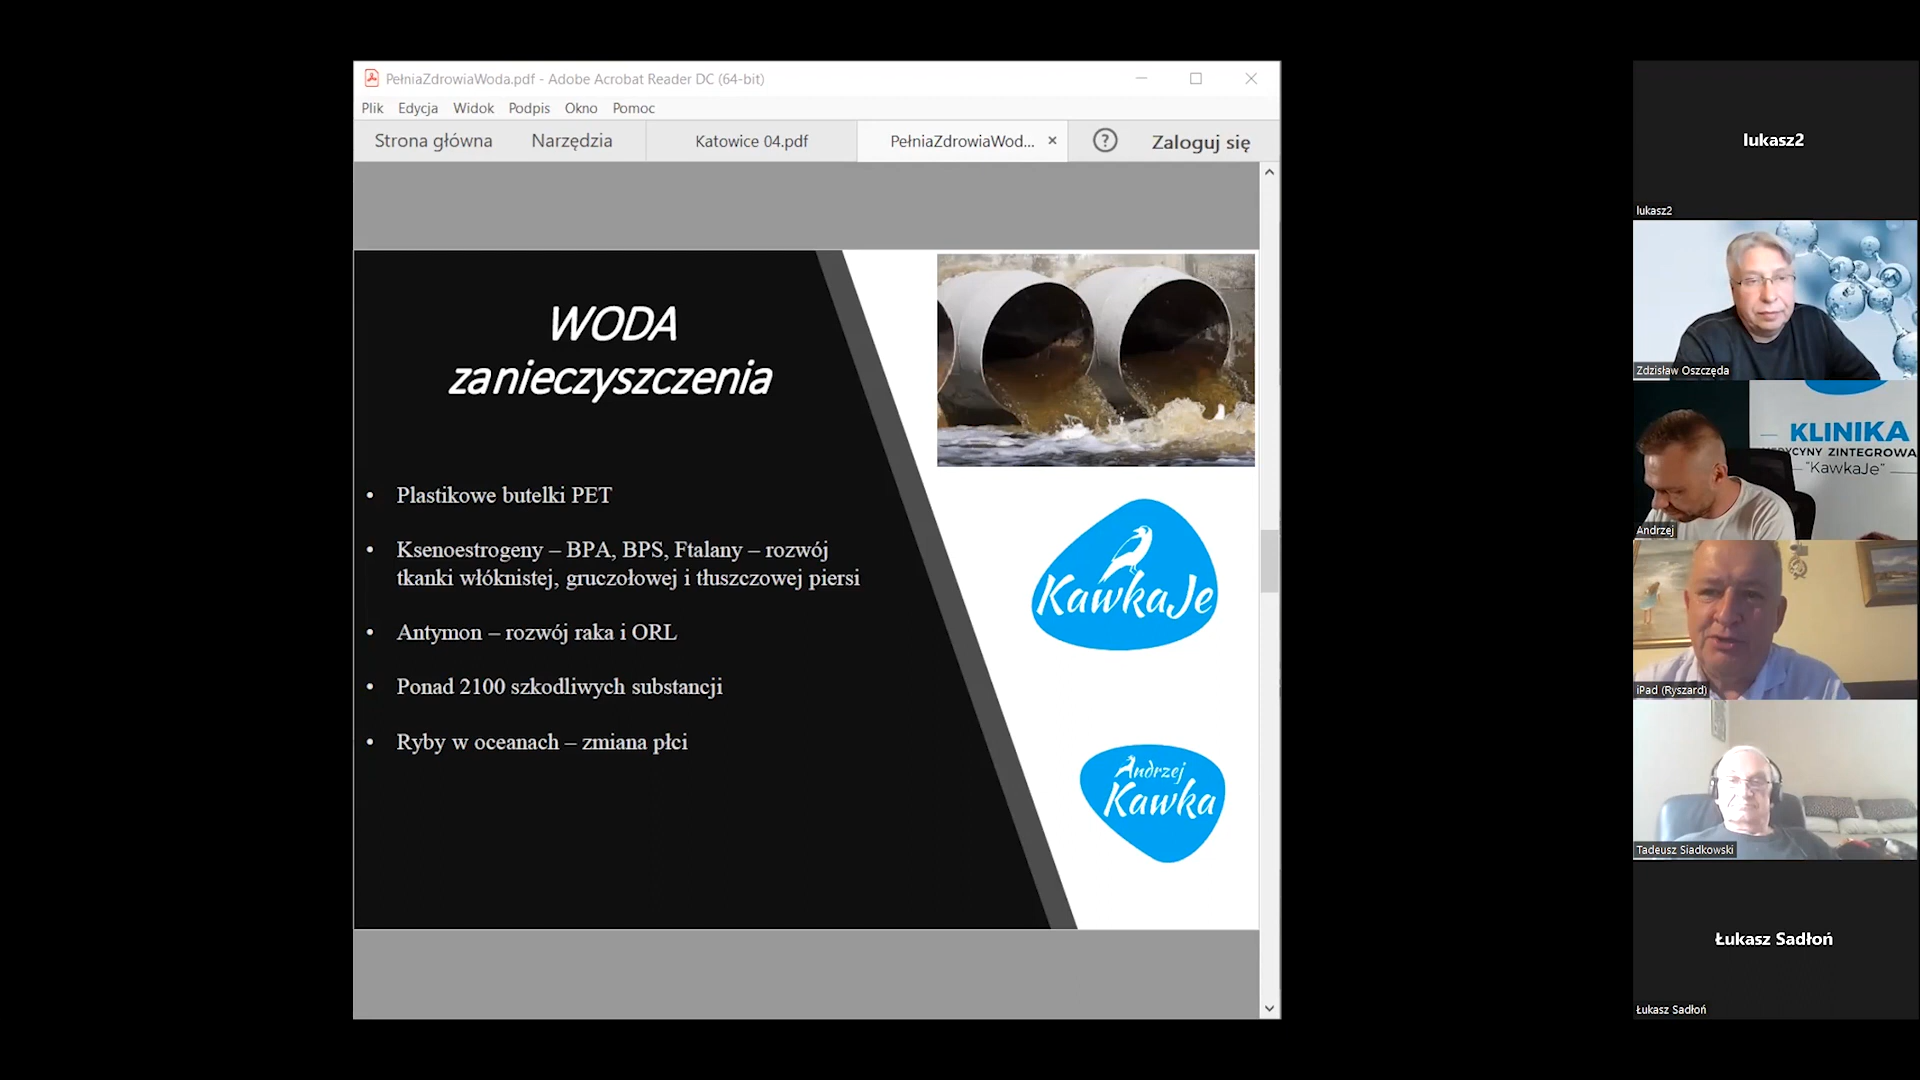 PełniaZdrowiaWoda.pdf - Adobe Acrobat Reader DC (64-bit)
Plik Edycja Widok Podpis Okno Pomoc
Strona główna Narzędzia Katowice 04.pdf PełniaZdrowiaWod... × ? Zaloguj się
WODA
zanieczyszczenia
• Plastikowe butelki PET
• Ksenoestrogeny – BPA, BPS, Ftalany – rozwój
tkanki włóknistej, gruczołowej i tłuszczowej piersi
• Antymon – rozwój raka i ORL
• Ponad 2100 szkodliwych substancji
• Ryby w oceanach – zmiana płci
KawkaJe
Andrzej
Kawka
lukasz2
lukasz2
Zdzisław Oszczęda
KLINIKA
YCYNY ZINTEGROWA
"KawkaJe"
Andrzej
iPad (Ryszard)
Tadeusz Siadkowski
Łukasz Sadłoń
Łukasz Sadłoń